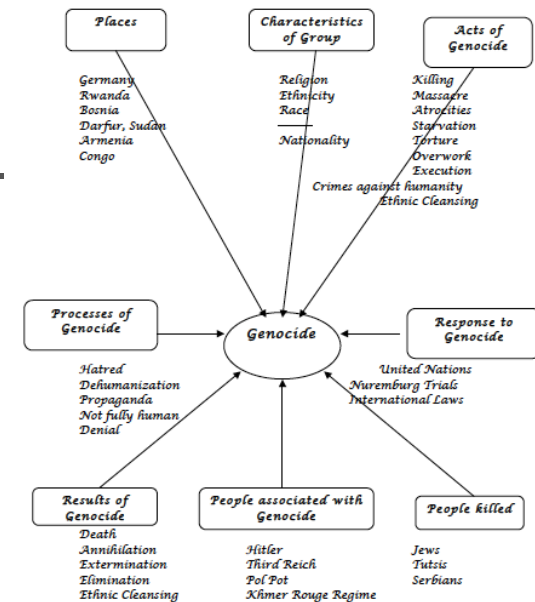 Places
Germany
Rwanda
Bosnia
Darfur, Sudan
Armenia
Congo
Characteristics
of Group
Religion
Ethnicity
Race
Nationality
Acts of
Genocide
Killing
Massacre
Atrocities
Starvation
Torture
Overwork
Execution
Crimes against humanity
Ethnic Cleansing
Processes of
Genocide
Hatred
Dehumanization
Propaganda
Not fully human
Denial
Genocide
Response to
Genocide
United Nations
Nuremburg Trials
International Laws
Results of
Genocide
Death
Annihilation
Extermination
Elimination
Ethnic Cleansing
People associated with
Genocide
Hitler
Third Reich
Pol Pot
Khmer Rouge Regime
People killed
Jews
Tutsis
Serbians